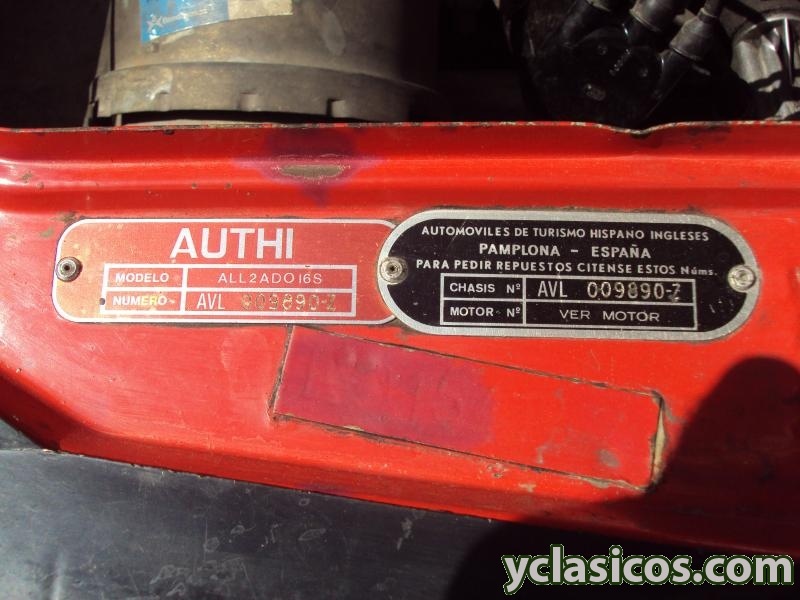 AUTHI
MODELO ALL2ADO16S
NUMERO AVL 009890-Z
AUTOMOVILES DE TURISMO HISPANO INGLESES
PAMPLONA - ESPAÑA
PARA PEDIR REPUESTOS CITENSE ESTOS Núms.
CHASIS Nº AVL 009890-Z
MOTOR Nº VER MOTOR
yclasicos.com